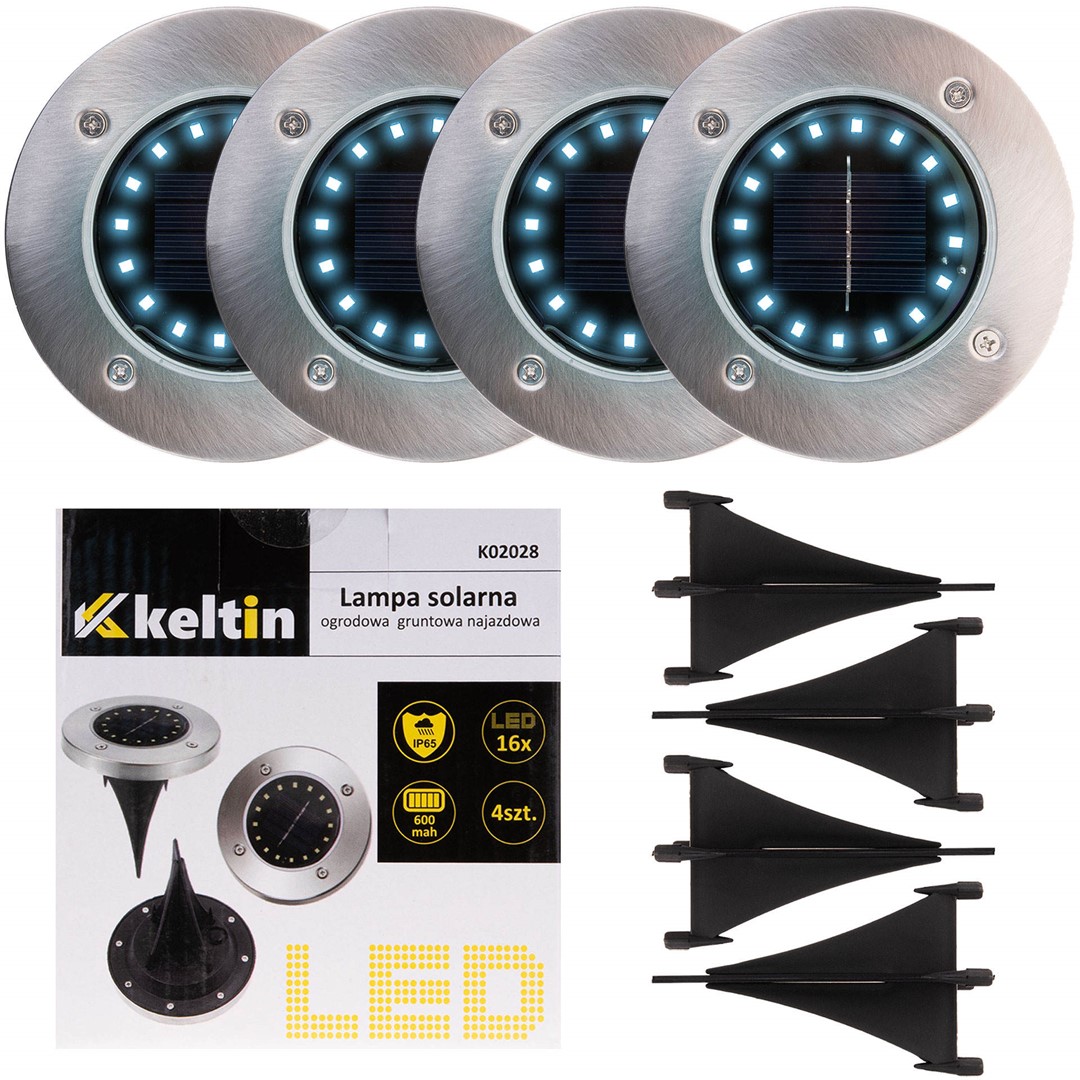 K02028
keltin
Lampa solarna
ogrodowa gruntowa najazdowa
IP65
LED
16x
600
mah
4szt.
LED